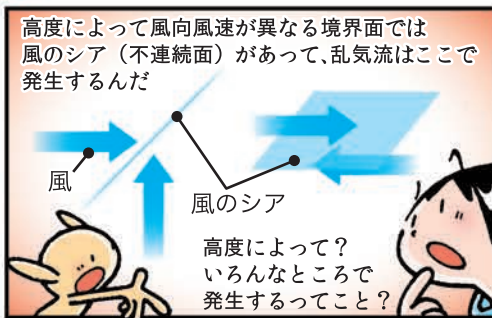 高度によって風向風速が異なる境界面では
風のシア（不連続面）があって、乱気流はここで
発生するんだ
風
風のシア
高度によって？
いろんなところで
発生するってこと？